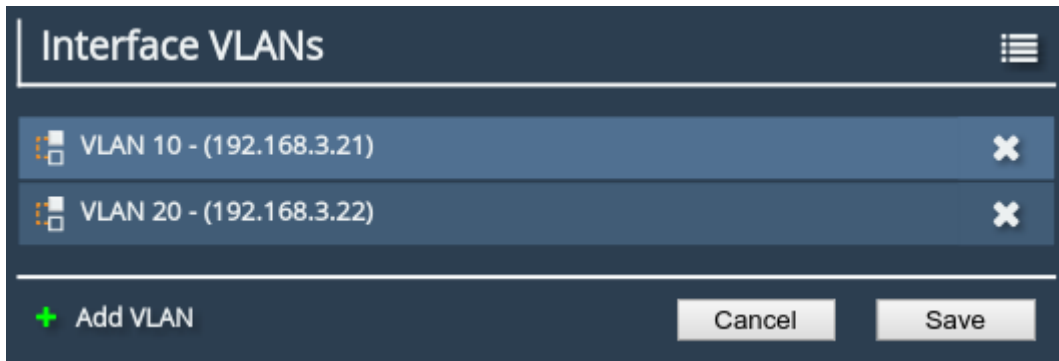 Interface VLANs
VLAN 10 - (192.168.3.21)
VLAN 20 - (192.168.3.22)
Add VLAN
Cancel
Save